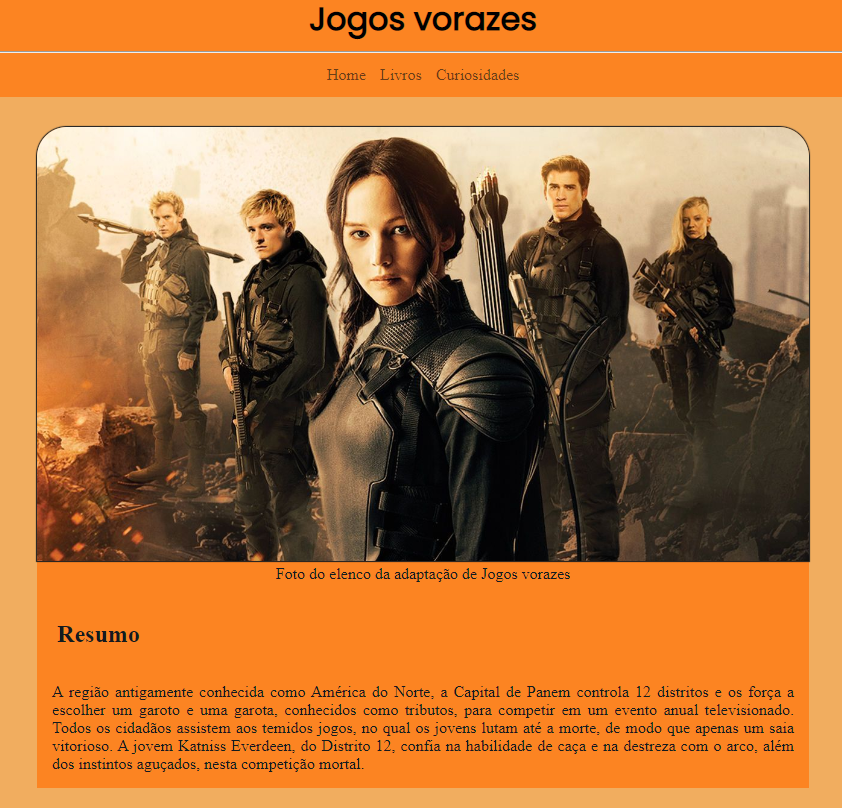 Jogos vorazes
Home Livros Curiosidades
Foto do elenco da adaptação de Jogos vorazes
Resumo
A região antigamente conhecida como América do Norte, a Capital de Panem controla 12 distritos e os força a
escolher um garoto e uma garota, conhecidos como tributos, para competir em um evento anual televisionado.
Todos os cidadãos assistem aos temidos jogos, no qual os jovens lutam até a morte, de modo que apenas um saia
vitorioso. A jovem Katniss Everdeen, do Distrito 12, confia na habilidade de caça e na destreza com o arco, além
dos instintos aguçados, nesta competição mortal.